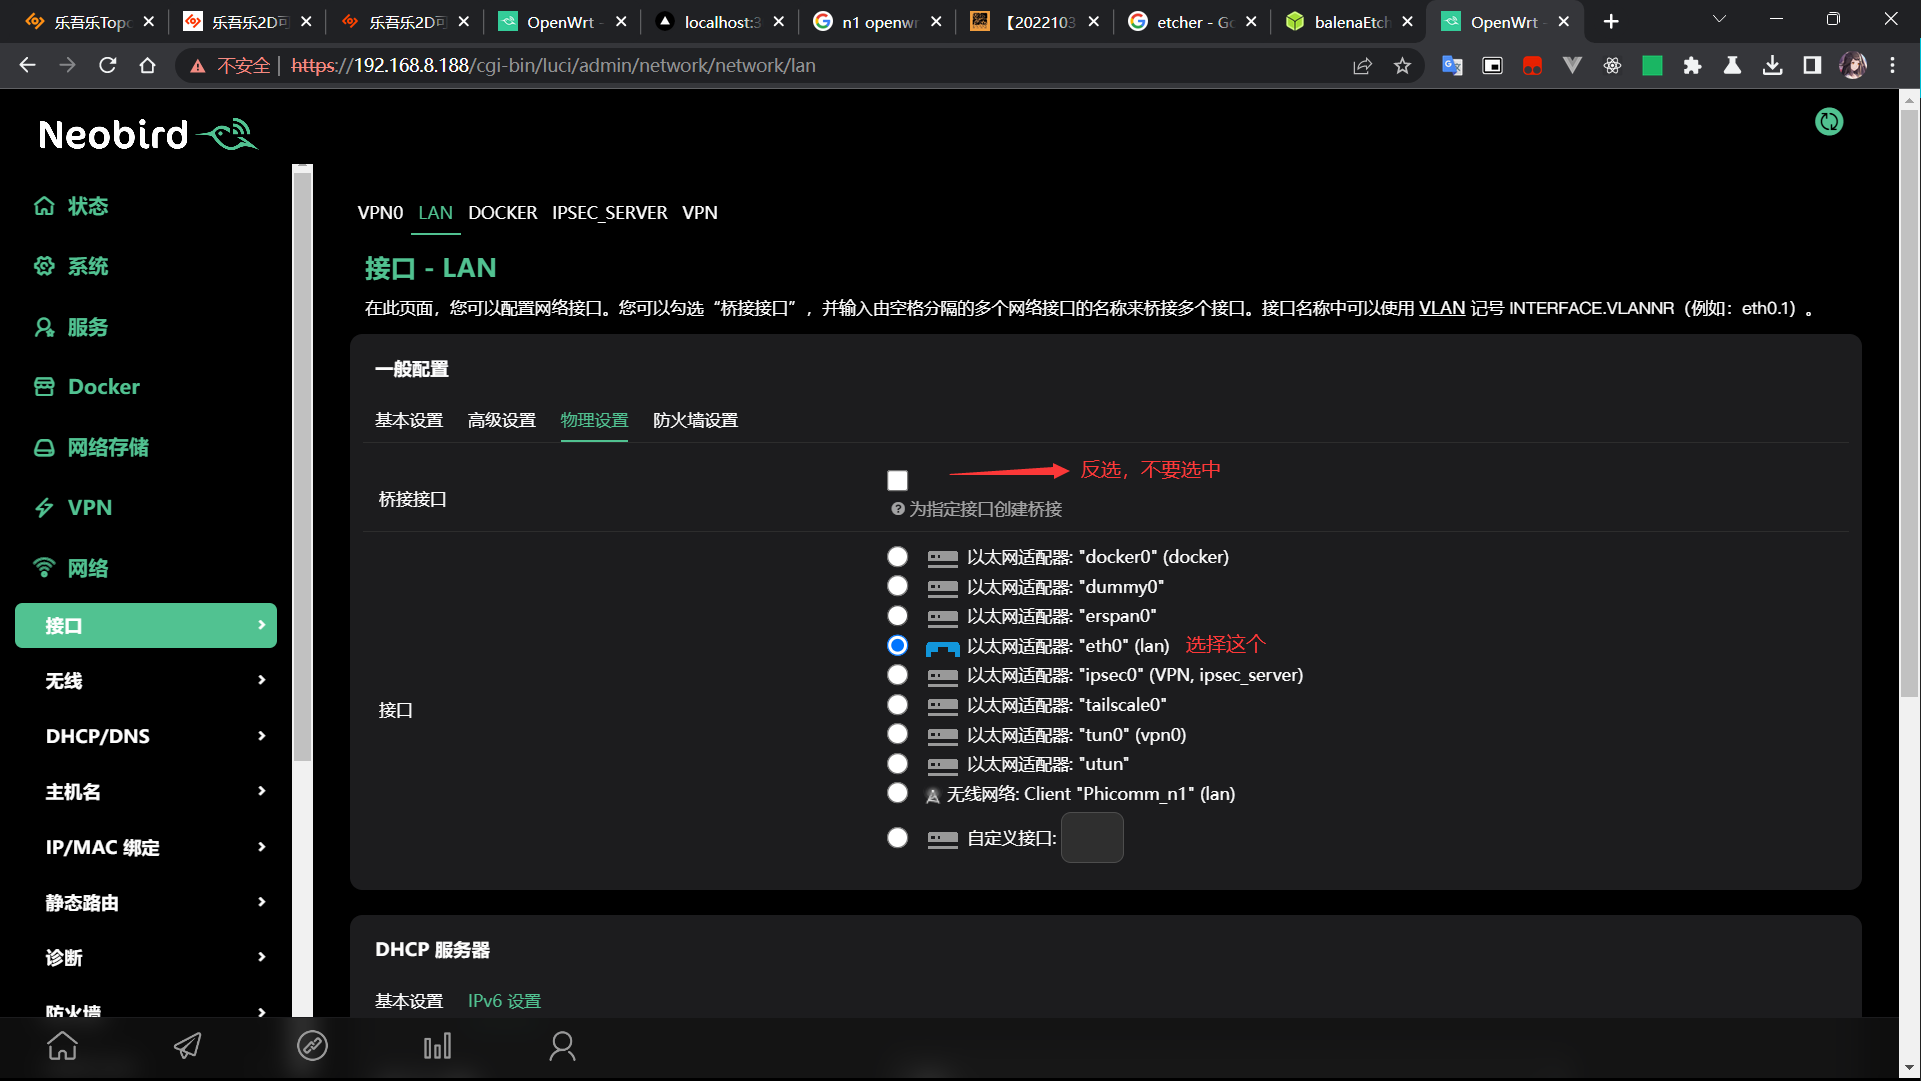 乐吾乐Topo
乐吾乐2D可
乐吾乐2D可
OpenWrt -
localhost:3
n1 openwr
【2022103
etcher - Go
balenaEtch
OpenWrt -
不安全 | https://192.168.8.188/cgi-bin/luci/admin/network/network/lan
Neobird
状态
系统
服务
Docker
网络存储
VPN
网络
接口
无线
DHCP/DNS
主机名
IP/MAC 绑定
静态路由
诊断
防火墙
VPN0 LAN DOCKER IPSEC_SERVER VPN
接口 - LAN
在此页面，您可以配置网络接口。您可以勾选“桥接接口”，并输入由空格分隔的多个网络接口的名称来桥接多个接口。接口名称中可以使用 VLAN 记号 INTERFACE.VLANNR（例如：eth0.1）。
一般配置
基本设置 高级设置 物理设置 防火墙设置
桥接接口
反选，不要选中
为指定接口创建桥接
接口
以太网适配器: "docker0" (docker)
以太网适配器: "dummy0"
以太网适配器: "erspan0"
以太网适配器: "eth0" (lan) 选择这个
以太网适配器: "ipsec0" (VPN, ipsec_server)
以太网适配器: "tailscale0"
以太网适配器: "tun0" (vpn0)
以太网适配器: "utun"
无线网络: Client "Phicomm_n1" (lan)
自定义接口:
DHCP 服务器
基本设置 IPv6 设置